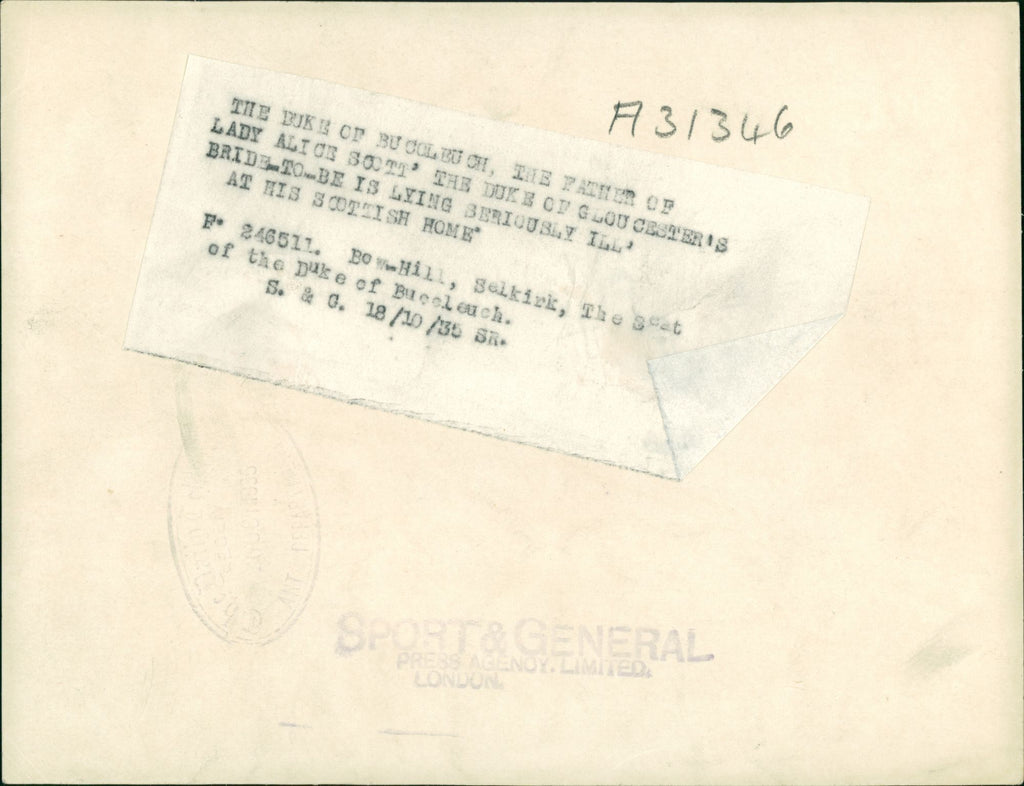 A31346
THE DUKE OF BUCCLEUCH, THE FATHER OF
LADY ALICE SCOTT' THE DUKE OF GLOUCESTER'S
BRIDE-TO-BE IS LYING SERIOUSLY ILL'
AT HIS SCOTTISH HOME'
F. 246511. Bow-Hill, Selkirk, The Seat
of the Duke of Buccleuch.
S. & G. 18/10/35 SR.
SPORT & GENERAL
PRESS AGENCY. LIMITED.
LONDON.